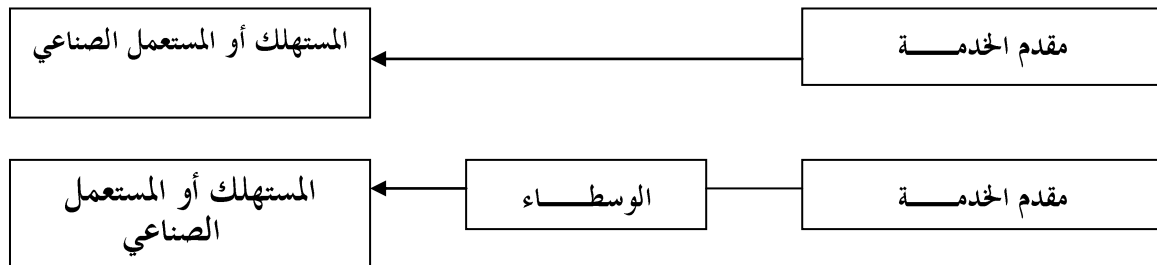 مقدم الخدمـــــة
المستهلك أو المستعمل الصناعي
مقدم الخدمـــــة
الوسطـــــاء
المستهلك أو المستعمل
الصناعي